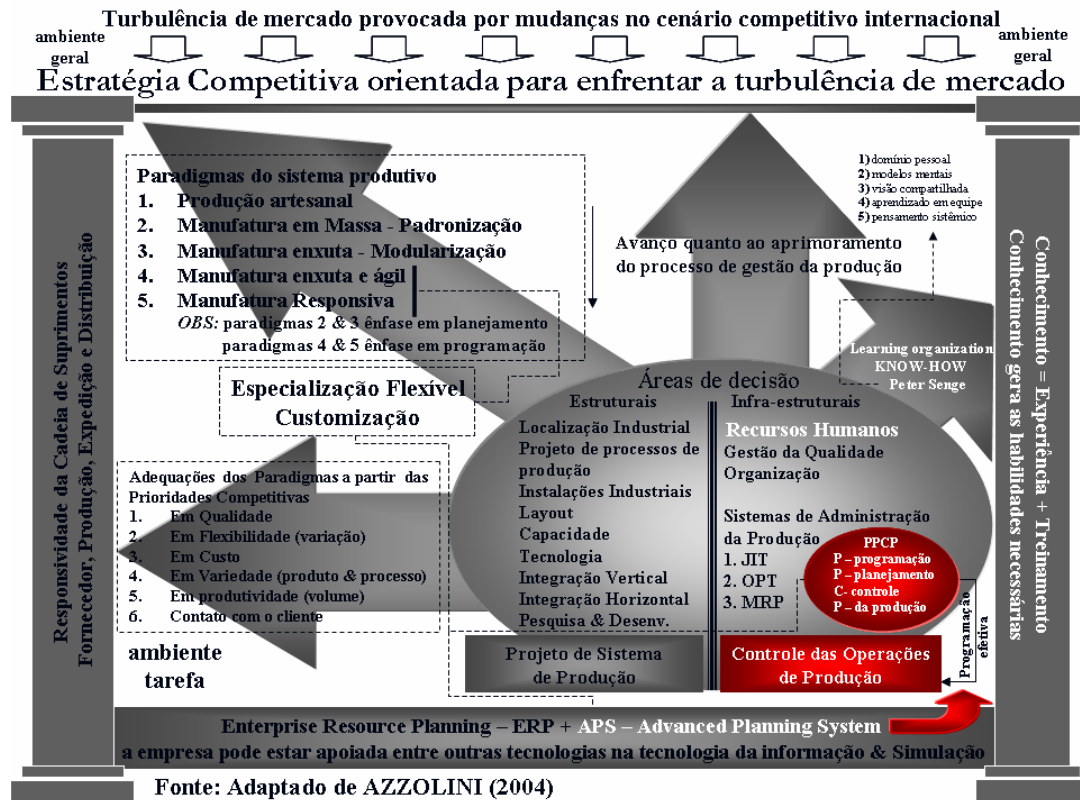 Turbulência de mercado provocada por mudanças no cenário competitivo internacional
ambiente
geral
ambiente
geral
Estratégia Competitiva orientada para enfrentar a turbulência de mercado
Responsividade da Cadeia de Suprimentos
Fornecedor, Produção, Expedição e Distribuição
Paradigmas do sistema produtivo
1. Produção artesanal
2. Manufatura em Massa - Padronização
3. Manufatura enxuta - Modularização
4. Manufatura enxuta e ágil
5. Manufatura Responsiva
OBS: paradigmas 2 & 3 ênfase em planejamento
paradigmas 4 & 5 ênfase em programação
Avanço quanto ao aprimoramento
do processo de gestão da produção
1) domínio pessoal
2) modelos mentais
3) visão compartilhada
4) aprendizado em equipe
5) pensamento sistêmico
Learning organization
KNOW-HOW
Peter Senge
Especialização Flexível
Customização
Adequações dos Paradigmas a partir das
Prioridades Competitivas
1. Em Qualidade
2. Em Flexibilidade (variação)
3. Em Custo
4. Em Variedade (produto & processo)
5. Em produtividade (volume)
6. Contato com o cliente
ambiente
tarefa
Áreas de decisão
Estruturais
Localização Industrial
Projeto de processos de
produção
Instalações Industriais
Layout
Capacidade
Tecnologia
Integração Vertical
Integração Horizontal
Pesquisa & Desenv.
Infra-estruturais
Recursos Humanos
Gestão da Qualidade
Organização
Sistemas de Administração
da Produção
1. JIT
2. OPT
3. MRP
PPCP
P – programação
P – planejamento
C- controle
P – da produção
Programação
efetiva
Projeto de Sistema
de Produção
Controle das Operações
de Produção
Conhecimento = Experiência + Treinamento
Conhecimento gera as habilidades necessárias
Enterprise Resource Planning – ERP + APS – Advanced Planning System
a empresa pode estar apoiada entre outras tecnologias na tecnologia da informação & Simulação
Fonte: Adaptado de AZZOLINI (2004)